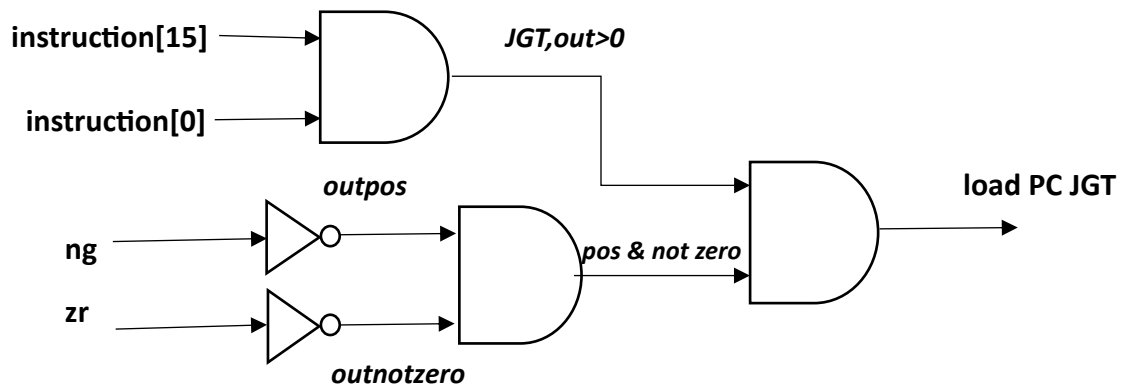 instruction[15]
JGT,out>0
instruction[0]
outpos
load PC JGT
ng
pos & not zero
zr
outnotzero